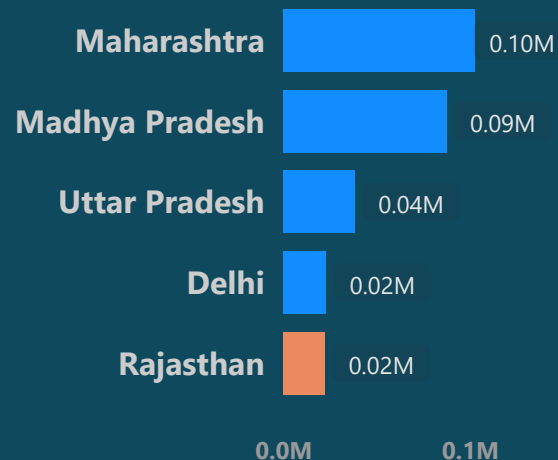 Maharashtra 0.10M
Madhya Pradesh 0.09M
Uttar Pradesh 0.04M
Delhi 0.02M
Rajasthan 0.02M
0.0M 0.1M